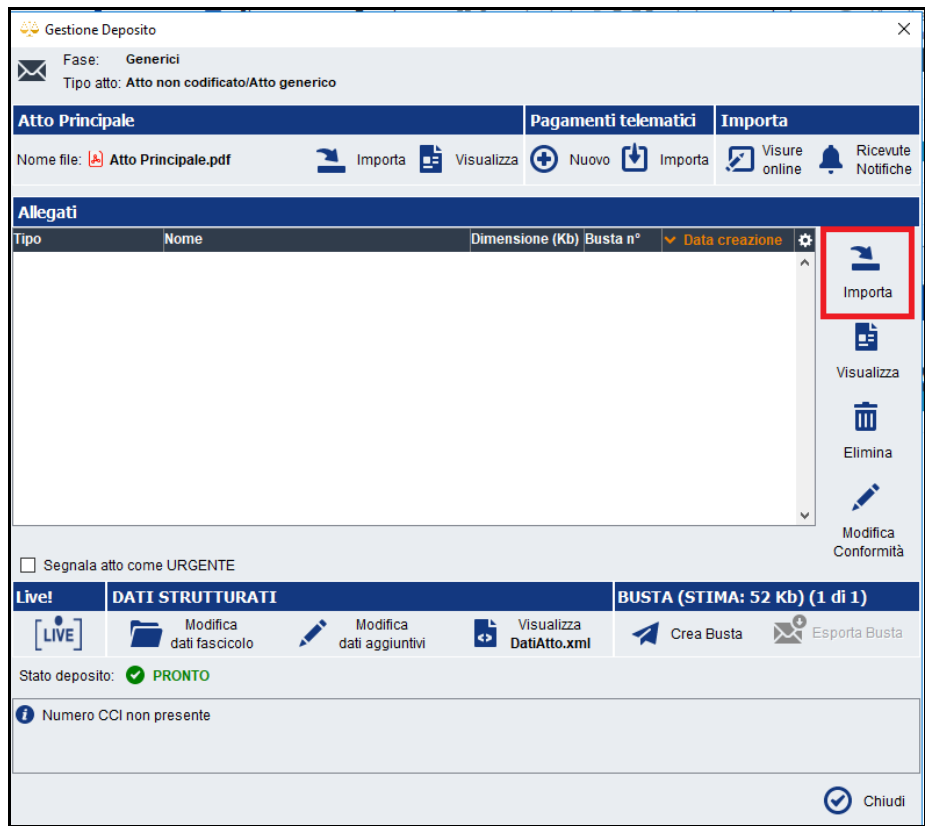 Gestione Deposito
Fase: Generici
Tipo atto: Atto non codificato/Atto generico
Atto Principale Pagamenti telematici Importa
Nome file: Atto Principale.pdf Importa Visualizza Nuovo Importa Visure online Ricevute Notifiche
Allegati
Tipo Nome Dimensione (Kb) Busta n° Data creazione
Importa
Visualizza
Elimina
Modifica
Conformità
Segnala atto come URGENTE
Live! DATI STRUTTURATI BUSTA (STIMA: 52 Kb) (1 di 1)
LIVE Modifica dati fascicolo Modifica dati aggiuntivi Visualizza DatiAtto.xml Crea Busta Esporta Busta
Stato deposito: PRONTO
Numero CCI non presente
Chiudi